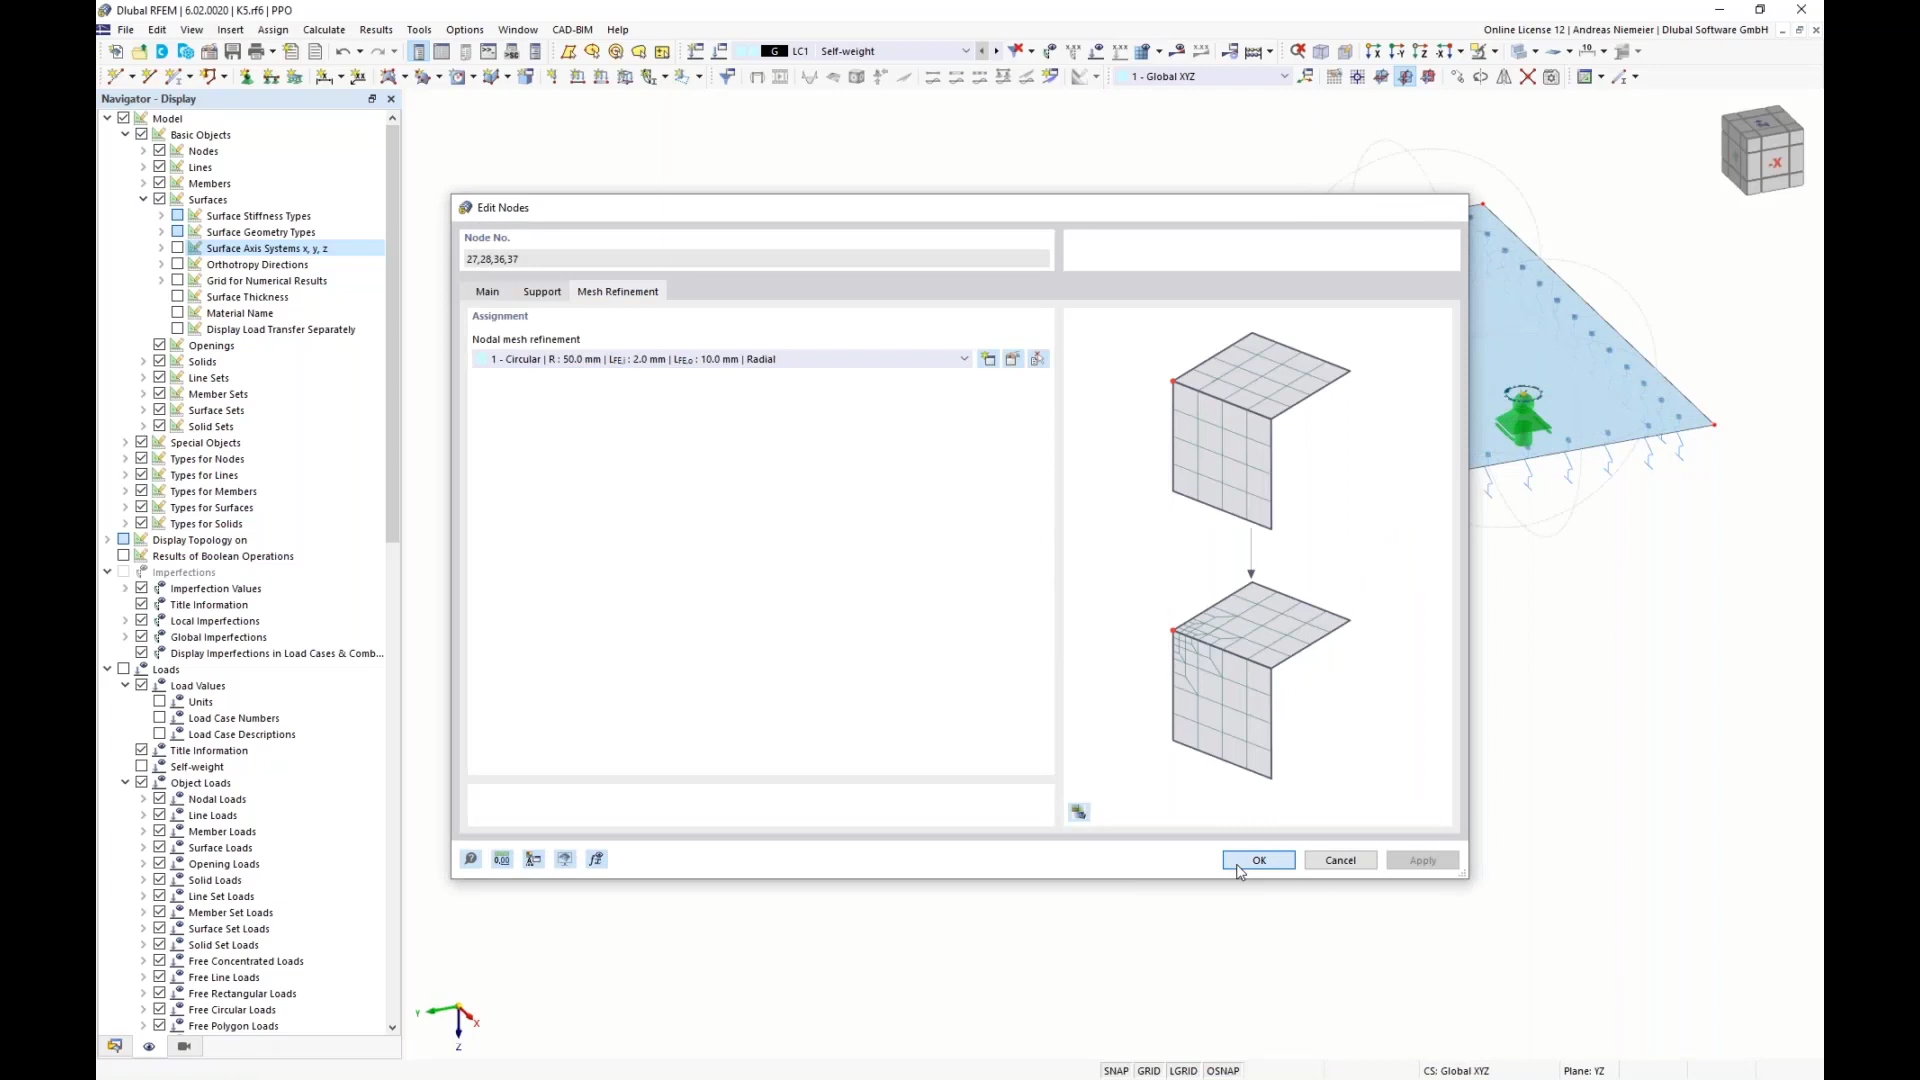 Dlubal RFEM | 6.02.0020 | K5.rf6 | PPO
File Edit View Insert Assign Calculate Results Tools Options Window CAD-BIM Help
Online License 12 | Andreas Niemeier | Dlubal Software GmbH
G LC1 Self-weight
1 - Global XYZ
Navigator - Display
Model
Basic Objects
Nodes
Lines
Members
Surfaces
Surface Stiffness Types
Surface Geometry Types
Surface Axis Systems x, y, z
Orthotropy Directions
Grid for Numerical Results
Surface Thickness
Material Name
Display Load Transfer Separately
Openings
Solids
Line Sets
Member Sets
Surface Sets
Solid Sets
Special Objects
Types for Nodes
Types for Lines
Types for Members
Types for Surfaces
Types for Solids
Display Topology on
Results of Boolean Operations
Imperfections
Imperfection Values
Title Information
Local Imperfections
Global Imperfections
Display Imperfections in Load Cases & Comb...
Loads
Load Values
Units
Load Case Numbers
Load Case Descriptions
Title Information
Self-weight
Object Loads
Nodal Loads
Line Loads
Member Loads
Surface Loads
Opening Loads
Solid Loads
Line Set Loads
Member Set Loads
Surface Set Loads
Solid Set Loads
Free Concentrated Loads
Free Line Loads
Free Rectangular Loads
Free Circular Loads
Free Polygon Loads
Edit Nodes
Node No.
27,28,36,37
Main Support Mesh Refinement
Assignment
Nodal mesh refinement
1 - Circular | R : 50.0 mm | LFE,i : 2.0 mm | LFE,o : 10.0 mm | Radial
OK Cancel Apply
-X
Y
X
Z
SNAP GRID LGRID OSNAP
CS: Global XYZ
Plane: YZ